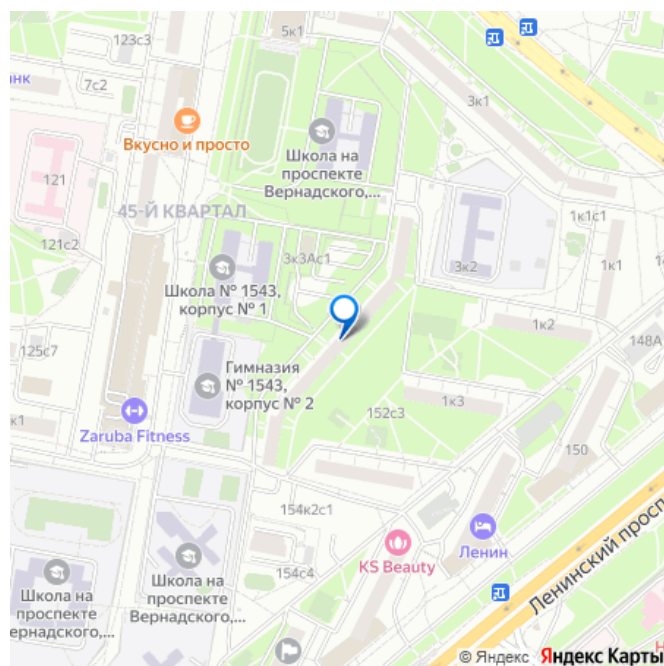 5к1
123с3
7с2
нк
Вкусно и просто
3к1
Школа на
проспекте
Вернадского,...
121
45-Й КВАРТАЛ
121с2
1к1с1
3к3Ас1
3к2
1к1
Школа № 1543,
корпус № 1
1к2
148А
125с7
Гимназия
№ 1543,
корпус № 2
1к3
152с3
к1
Zaruba Fitness
150
154к2с1
Ленин
KS Beauty
Ленинский просп
154с4
Школа на
проспекте
Вернадского,...
Школа на
проспекте
Вернадского,...
© Яндекс Яндекс Карты